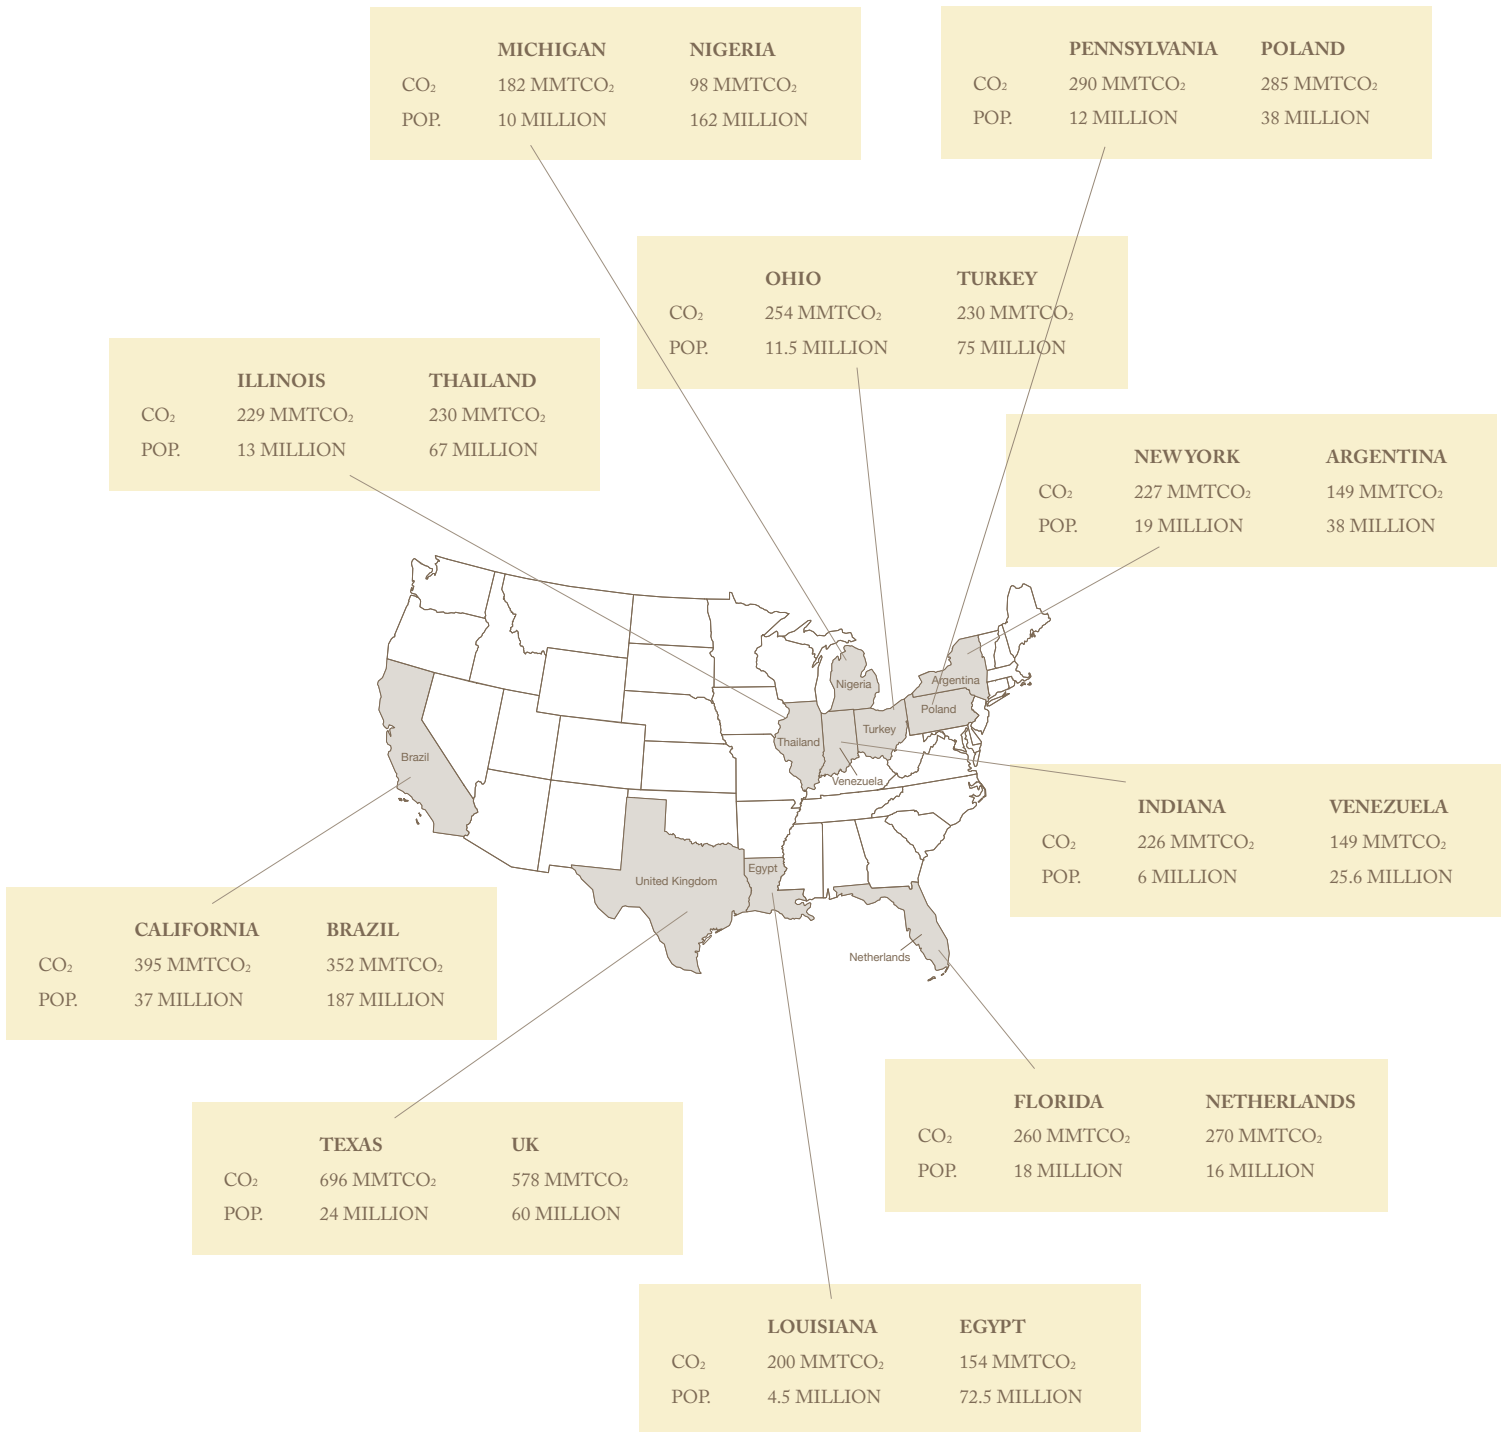 MICHIGAN NIGERIA
CO₂ 182 MMTCO₂ 98 MMTCO₂
POP. 10 MILLION 162 MILLION
PENNSYLVANIA POLAND
CO₂ 290 MMTCO₂ 285 MMTCO₂
POP. 12 MILLION 38 MILLION
OHIO TURKEY
CO₂ 254 MMTCO₂ 230 MMTCO₂
POP. 11.5 MILLION 75 MILLION
ILLINOIS THAILAND
CO₂ 229 MMTCO₂ 230 MMTCO₂
POP. 13 MILLION 67 MILLION
NEW YORK ARGENTINA
CO₂ 227 MMTCO₂ 149 MMTCO₂
POP. 19 MILLION 38 MILLION
Nigeria
Argentina
Poland
Turkey
Thailand
Brazil
Venezuela
INDIANA VENEZUELA
CO₂ 226 MMTCO₂ 149 MMTCO₂
POP. 6 MILLION 25.6 MILLION
Egypt
United Kingdom
Netherlands
CALIFORNIA BRAZIL
CO₂ 395 MMTCO₂ 352 MMTCO₂
POP. 37 MILLION 187 MILLION
FLORIDA NETHERLANDS
CO₂ 260 MMTCO₂ 270 MMTCO₂
POP. 18 MILLION 16 MILLION
TEXAS UK
CO₂ 696 MMTCO₂ 578 MMTCO₂
POP. 24 MILLION 60 MILLION
LOUISIANA EGYPT
CO₂ 200 MMTCO₂ 154 MMTCO₂
POP. 4.5 MILLION 72.5 MILLION